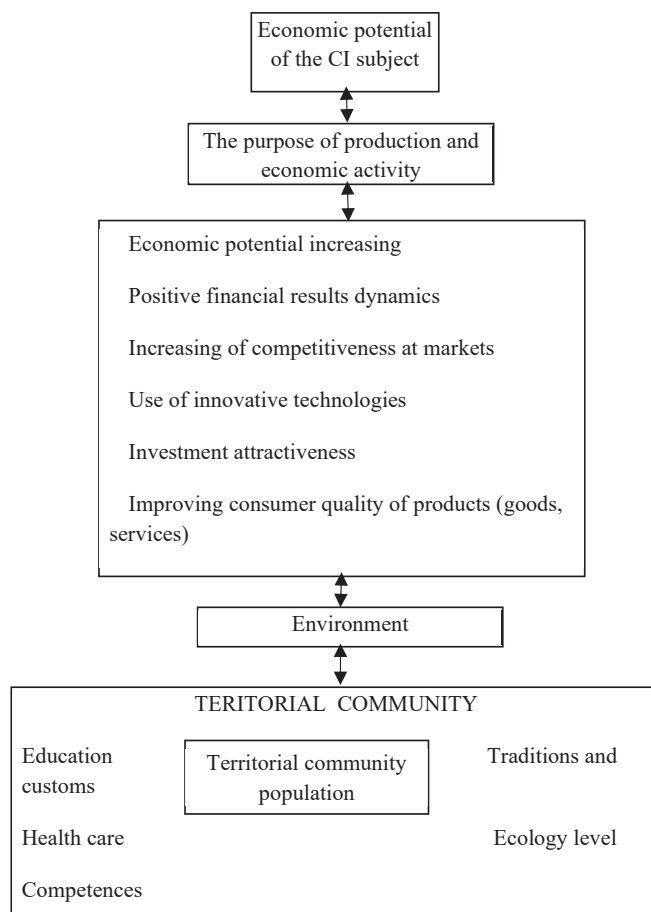 Economic potential
of the CI subject
The purpose of production and
economic activity
Economic potential increasing
Positive financial results dynamics
Increasing of competitiveness at markets
Use of innovative technologies
Investment attractiveness
Improving consumer quality of products (goods,
services)
Environment
TERITORIAL COMMUNITY
Education Territorial community Traditions and
customs population
Health care Ecology level
Competences